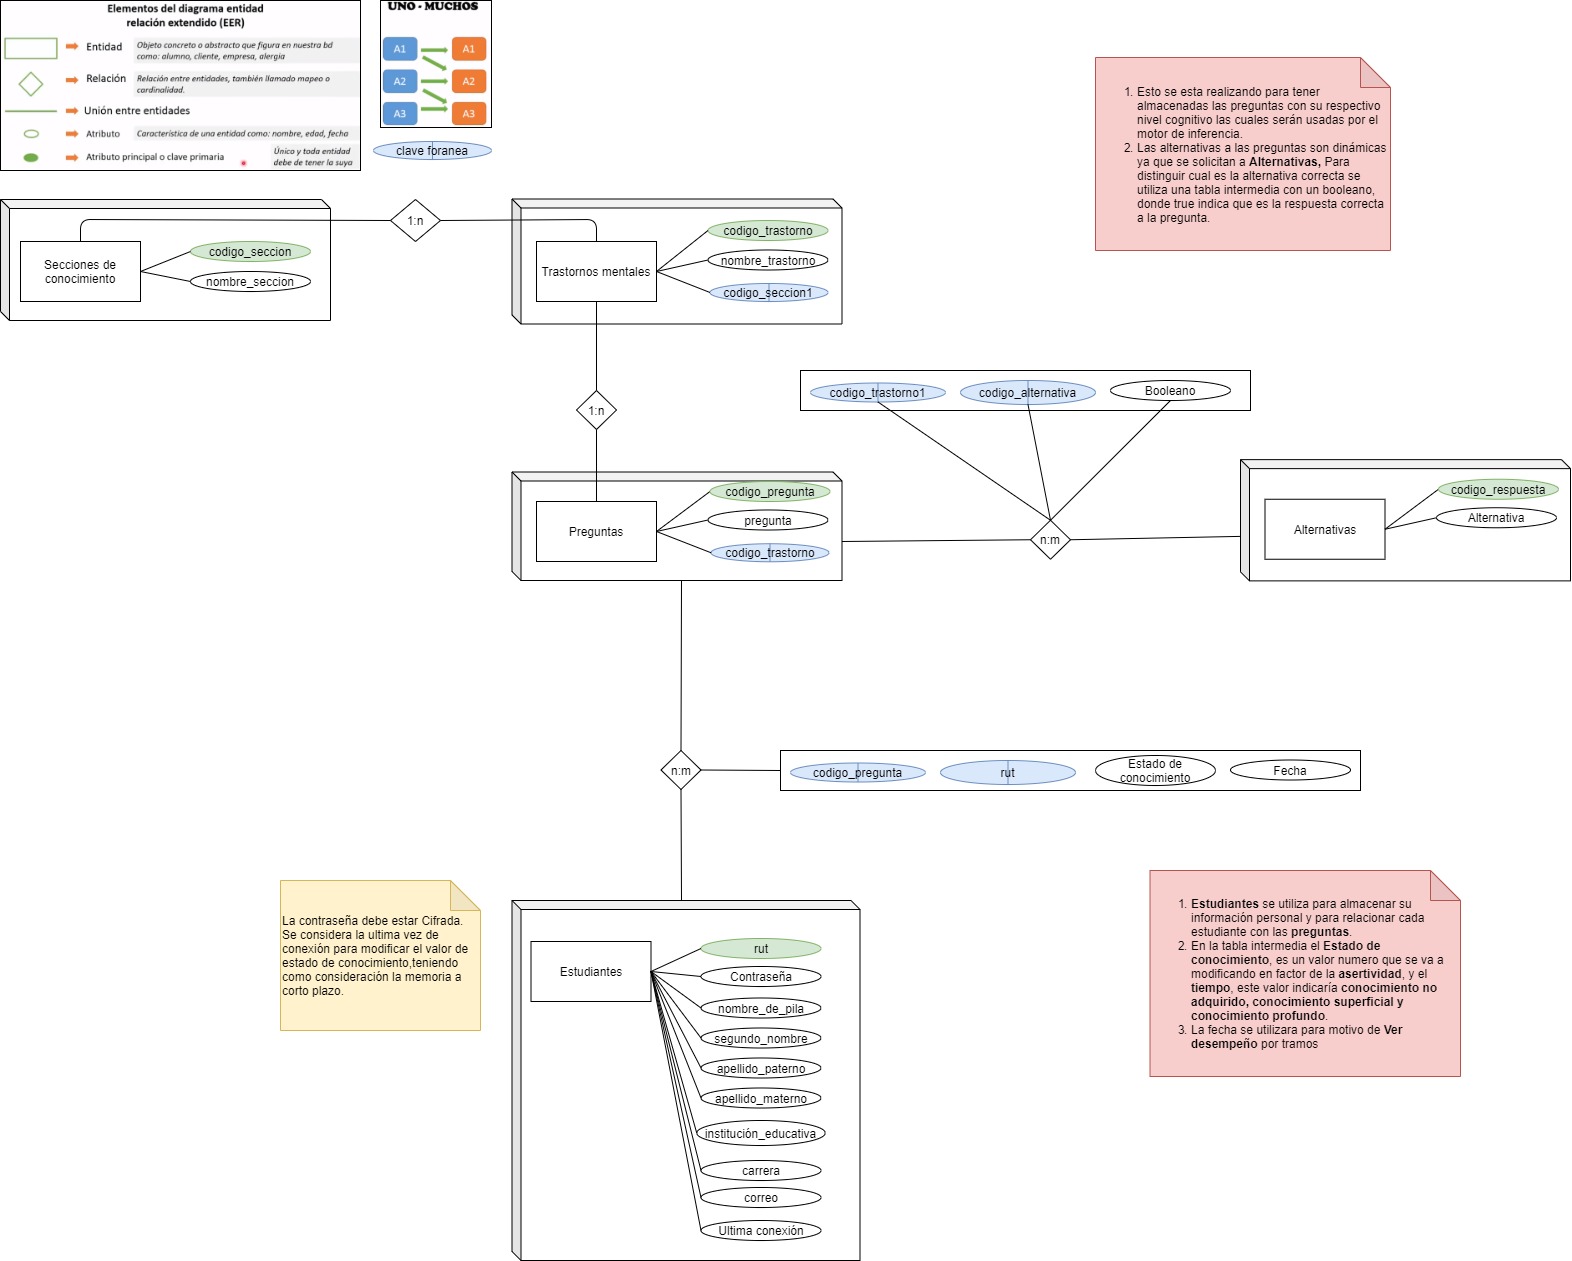 Elementos del diagrama entidad
relación extendido (EER)
Entidad
Objeto concreto o abstracto que figura en nuestra bd
como: alumno, cliente, empresa, alergia
Relación
Relación entre entidades, también llamado mapeo o
cardinalidad.
Unión entre entidades
Atributo
Característica de una entidad como: nombre, edad, fecha
Atributo principal o clave primaria
Único y toda entidad
debe de tener la suya
UNO - MUCHOS
A1
A1
A2
A2
A3
A3
clave foranea
1. Esto se esta realizando para tener
almacenadas las preguntas con su respectivo
nivel cognitivo las cuales serán usadas por el
motor de inferencia.
2. Las alternativas a las preguntas son dinámicas
ya que se solicitan a Alternativas, Para
distinguir cual es la alternativa correcta se
utiliza una tabla intermedia con un booleano,
donde true indica que es la respuesta correcta
a la pregunta.
Secciones de
conocimiento
codigo_seccion
nombre_seccion
1:n
Trastornos mentales
codigo_trastorno
nombre_trastorno
codigo_seccion1
1:n
codigo_trastorno1
codigo_alternativa
Booleano
Preguntas
codigo_pregunta
pregunta
codigo_trastorno
n:m
Alternativas
codigo_respuesta
Alternativa
n:m
codigo_pregunta
rut
Estado de
conocimiento
Fecha
La contraseña debe estar Cifrada.
Se considera la ultima vez de
conexión para modificar el valor de
estado de conocimiento,teniendo
como consideración la memoria a
corto plazo.
Estudiantes
rut
Contraseña
nombre_de_pila
segundo_nombre
apellido_paterno
apellido_materno
institución_educativa
carrera
correo
Ultima conexión
1. Estudiantes se utiliza para almacenar su
información personal y para relacionar cada
estudiante con las preguntas.
2. En la tabla intermedia el Estado de
conocimiento, es un valor numero que se va a
modificando en factor de la asertividad, y el
tiempo, este valor indicaría conocimiento no
adquirido, conocimiento superficial y
conocimiento profundo.
3. La fecha se utilizara para motivo de Ver
desempeño por tramos